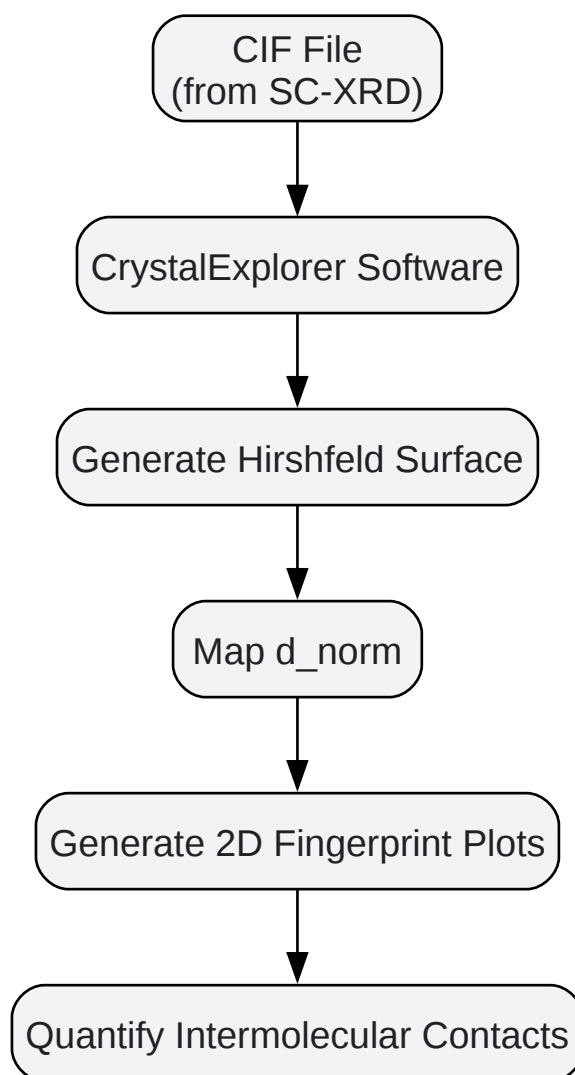 CIF File
(from SC-XRD)
CrystalExplorer Software
Generate Hirshfeld Surface
Map d_norm
Generate 2D Fingerprint Plots
Quantify Intermolecular Contacts